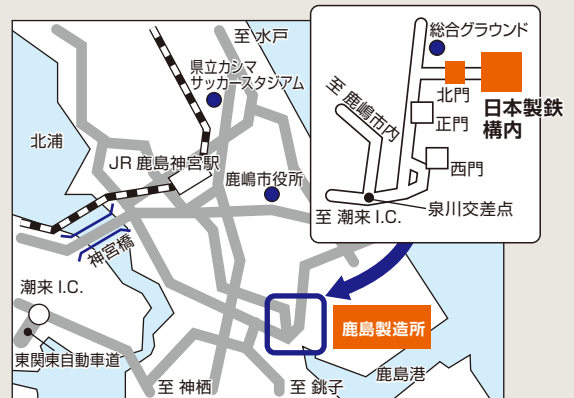 至 水戸
県立カシマ
サッカースタジアム
北浦
JR 鹿島神宮駅
鹿嶋市役所
神宮橋
潮来 I.C.
東関東自動車道
至 神栖
至 銚子
鹿島港
鹿島製造所
総合グラウンド
北門
日本製鉄
構内
正門
西門
至 鹿嶋市内
至 潮来 I.C.
泉川交差点